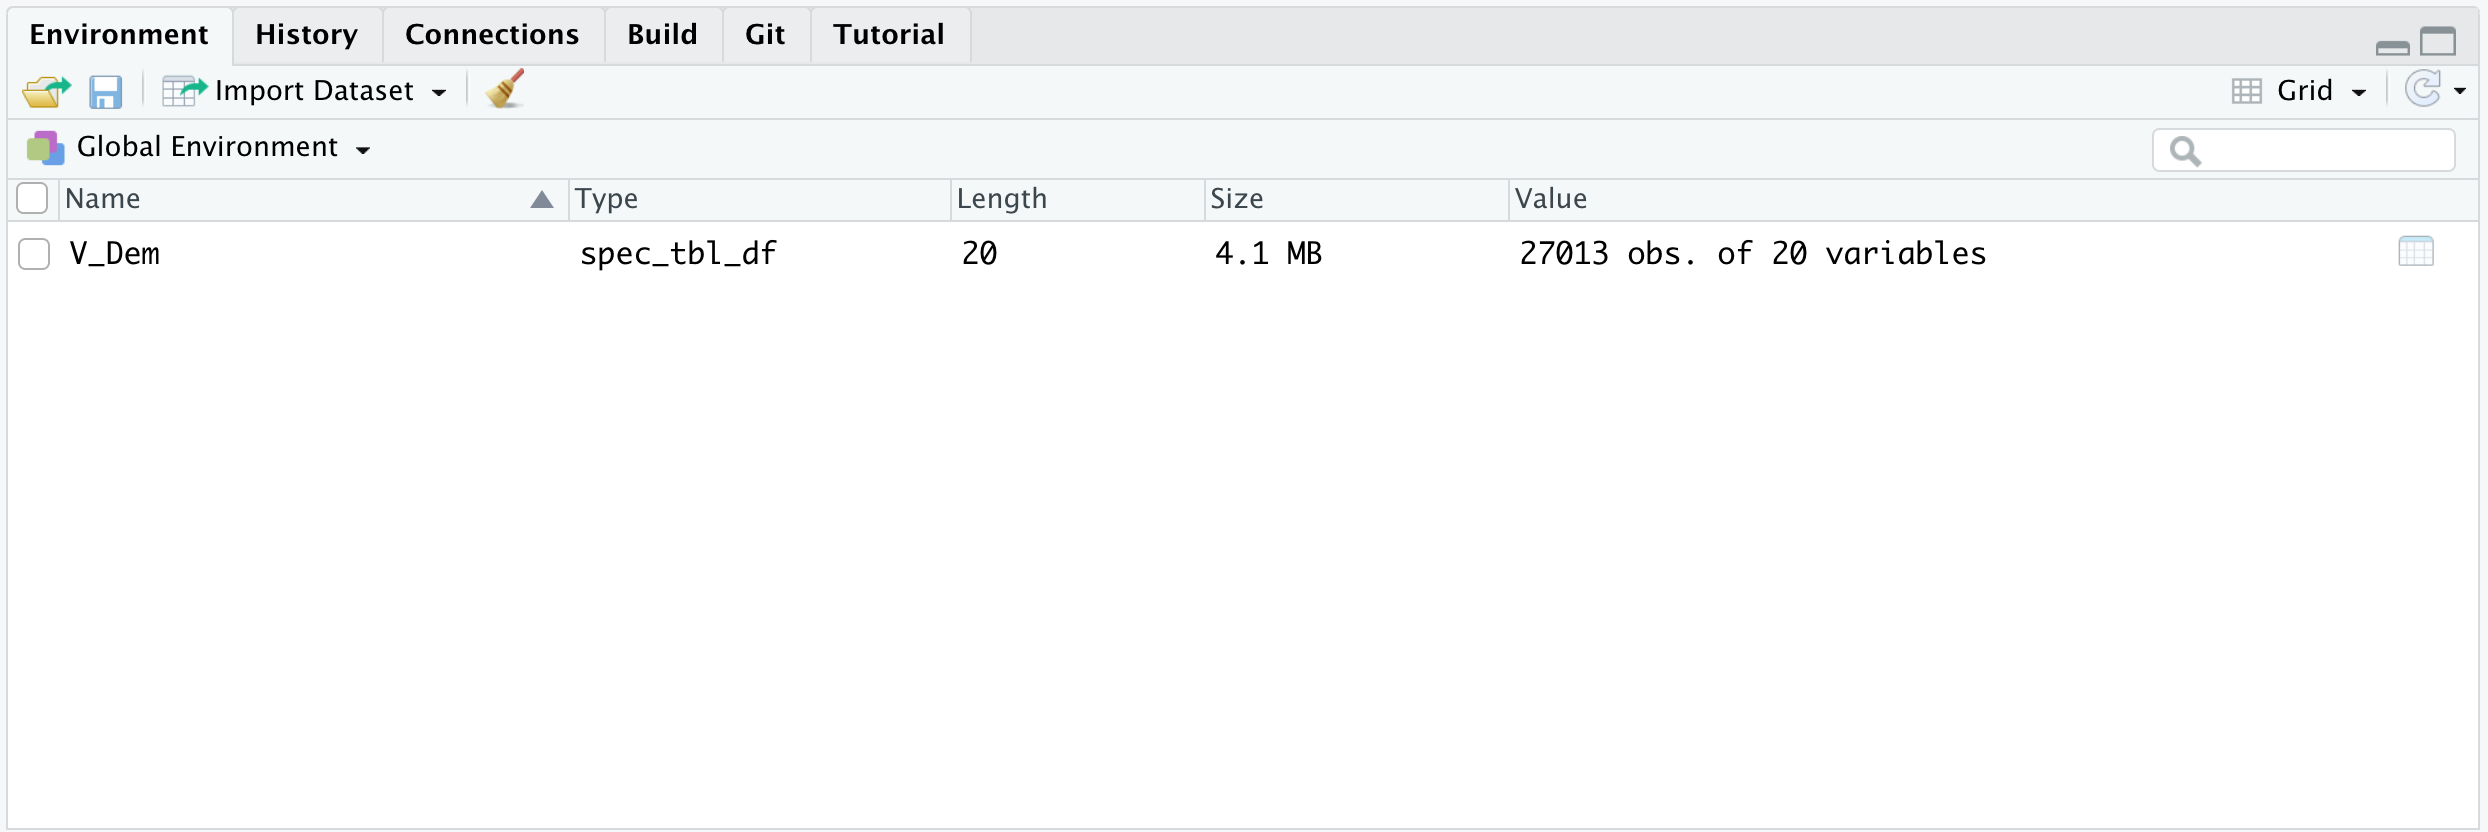 Environment History Connections Build Git Tutorial
Import Dataset Grid
Global Environment
Name Type Length Size Value
V_Dem spec_tbl_df 20 4.1 MB 27013 obs. of 20 variables